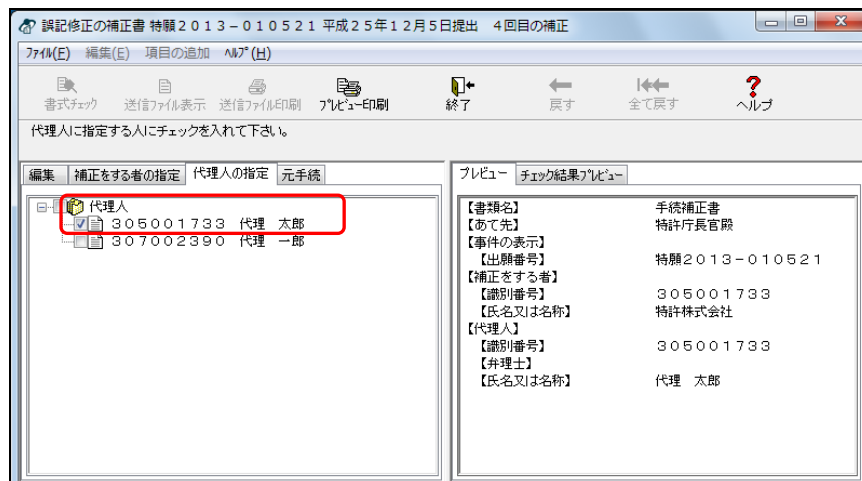 誤記修正の補正書 特願２０１３－０１０５２１ 平成２５年１２月５日提出　４回目の補正
ﾌｧｲﾙ(F)　編集(E)　項目の追加　ﾍﾙﾌﾟ(H)
書式ﾁｪｯｸ　送信ﾌｧｲﾙ表示　送信ﾌｧｲﾙ印刷　ﾌﾟﾚﾋﾞｭｰ印刷　終了　戻す　全て戻す　ヘルプ
代理人に指定する人にチェックを入れて下さい。
編集　補正をする者の指定　代理人の指定　元手続
代理人
３０５００１７３３　代理　太郎
３０７００２３９０　代理　一郎
プレビュー　チェック結果プレビュー
【書類名】　手続補正書
【あて先】　特許庁長官殿
【事件の表示】
【出願番号】　特願２０１３－０１０５２１
【補正をする者】
【識別番号】　３０５００１７３３
【氏名又は名称】　特許株式会社
【代理人】
【識別番号】　３０５００１７３３
【弁理士】
【氏名又は名称】　代理　太郎